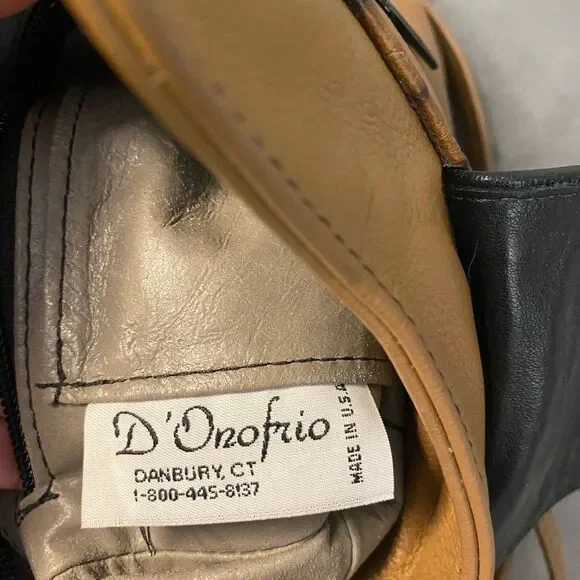 D'Onofrio
DANBURY, CT
1-800-445-8137
MADE IN U.S.A.